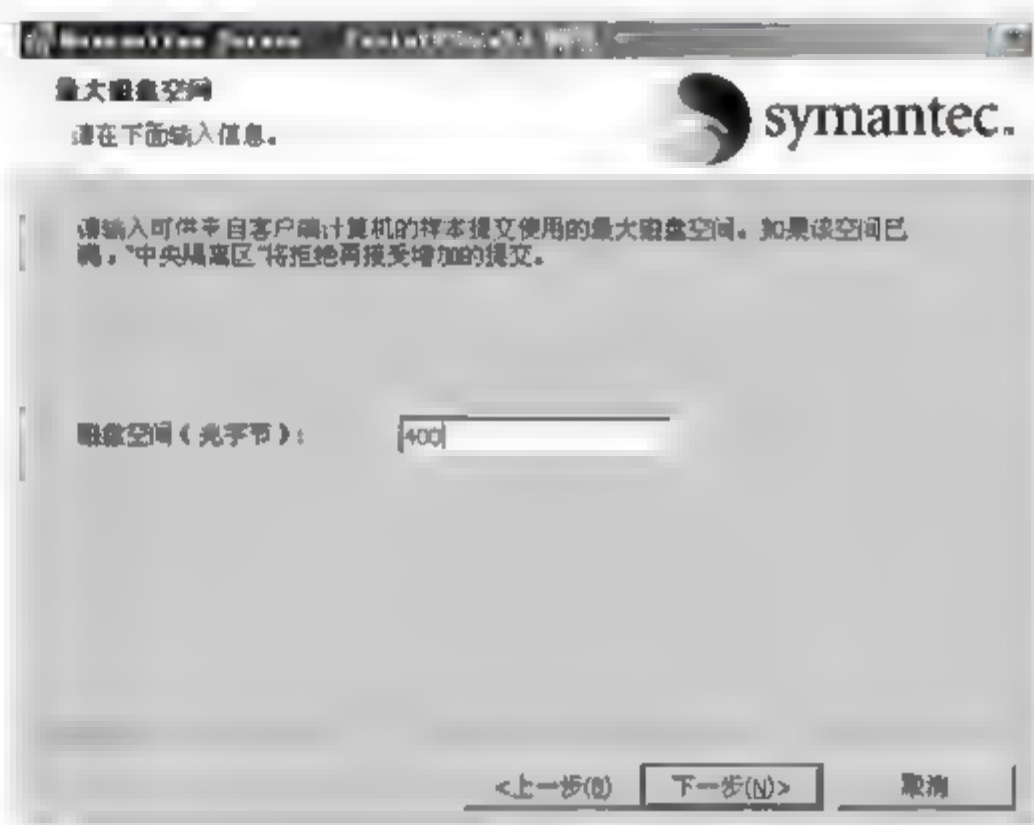 最大磁盘空间
请在下面输入信息。
symantec.
请输入可供来自客户端计算机的样本提交使用的最大磁盘空间。如果该空间已
满，"中央隔离区"将拒绝再接受增加的提交。
磁盘空间（兆字节）：
400
<上一步(B)
下一步(N)>
取消